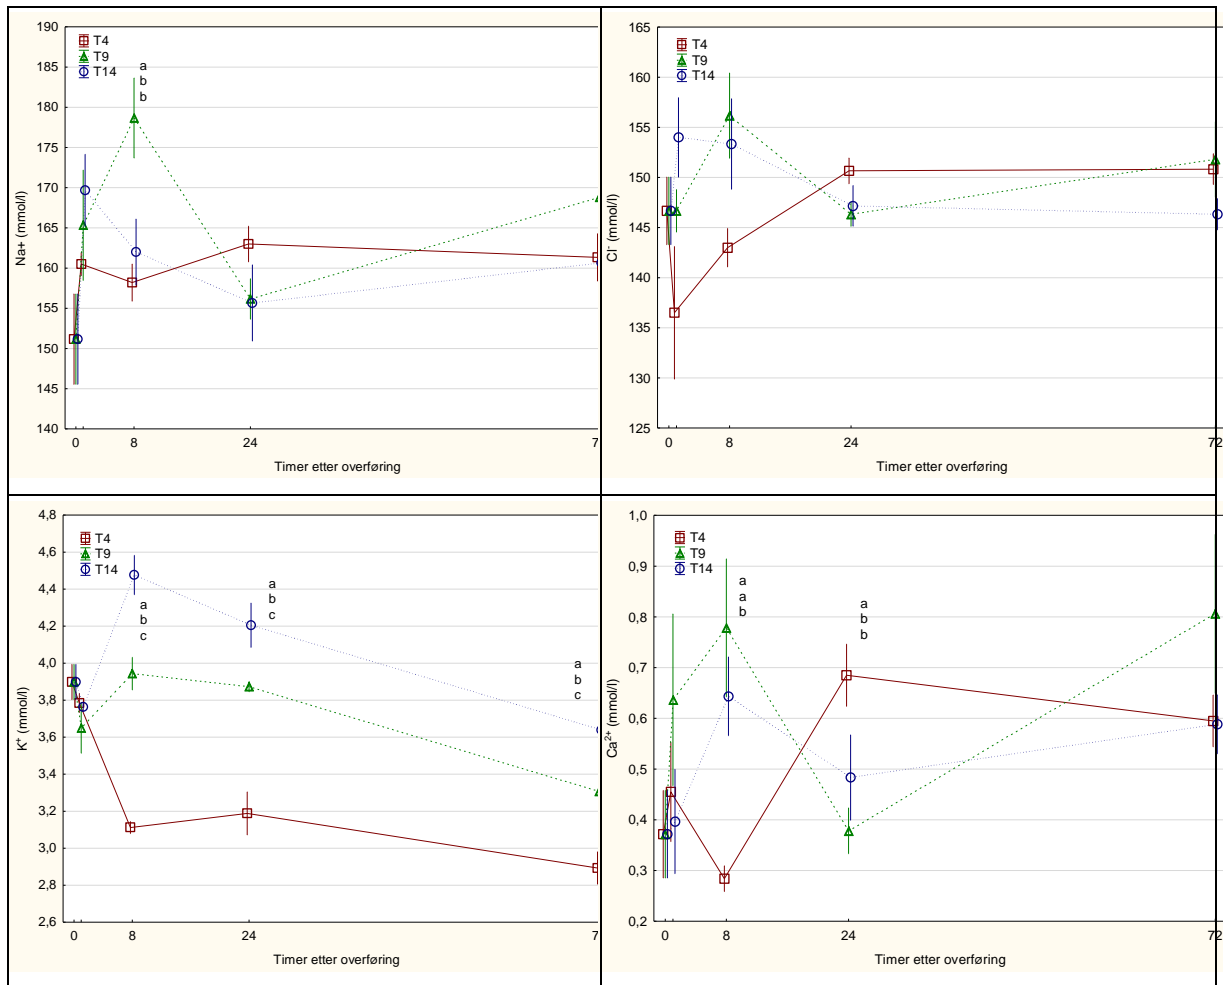 190
185
180
175
170
165
160
155
150
145
140
Na+ (mmol/l)
T4
T9
T14
a
b
b
0 8 24 7
Timer etter overføring
165
160
155
150
145
140
135
130
125
Cl⁻ (mmol/l)
T4
T9
T14
0 8 24 72
Timer etter overføring
4,8
4,6
4,4
4,2
4,0
3,8
3,6
3,4
3,2
3,0
2,8
2,6
K⁺ (mmol/l)
T4
T9
T14
a
b
c
a
b
c
a
b
c
0 8 24 7
Timer etter overføring
1,0
0,9
0,8
0,7
0,6
0,5
0,4
0,3
0,2
Ca²⁺ (mmol/l)
T4
T9
T14
a
a
b
a
b
b
0 8 24 72
Timer etter overføring